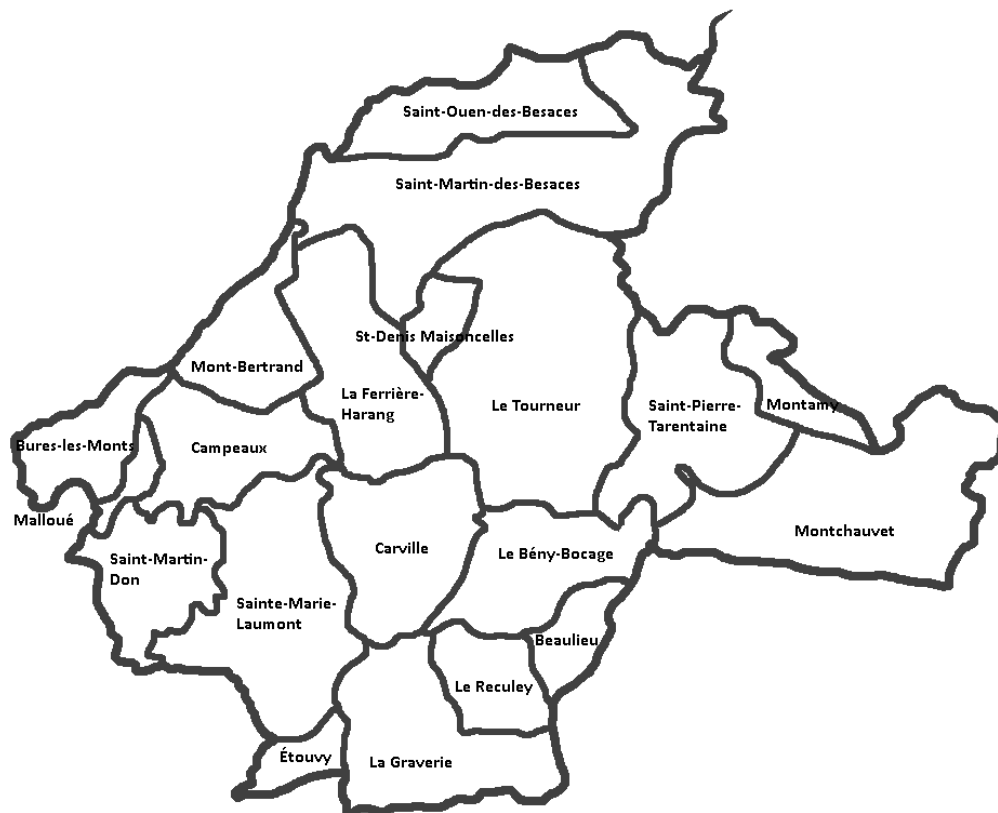 Saint-Ouen-des-Besaces
Saint-Martin-des-Besaces
St-Denis Maisoncelles
Mont-Bertrand
La Ferrière-
Harang
Le Tourneur
Saint-Pierre-
Tarentaine
Montamy
Bures-les-Monts
Campeaux
Malloué
Montchauvet
Saint-Martin-
Don
Carville
Le Bény-Bocage
Sainte-Marie-
Laumont
Beaulieu
Le Reculey
Étouvy
La Graverie